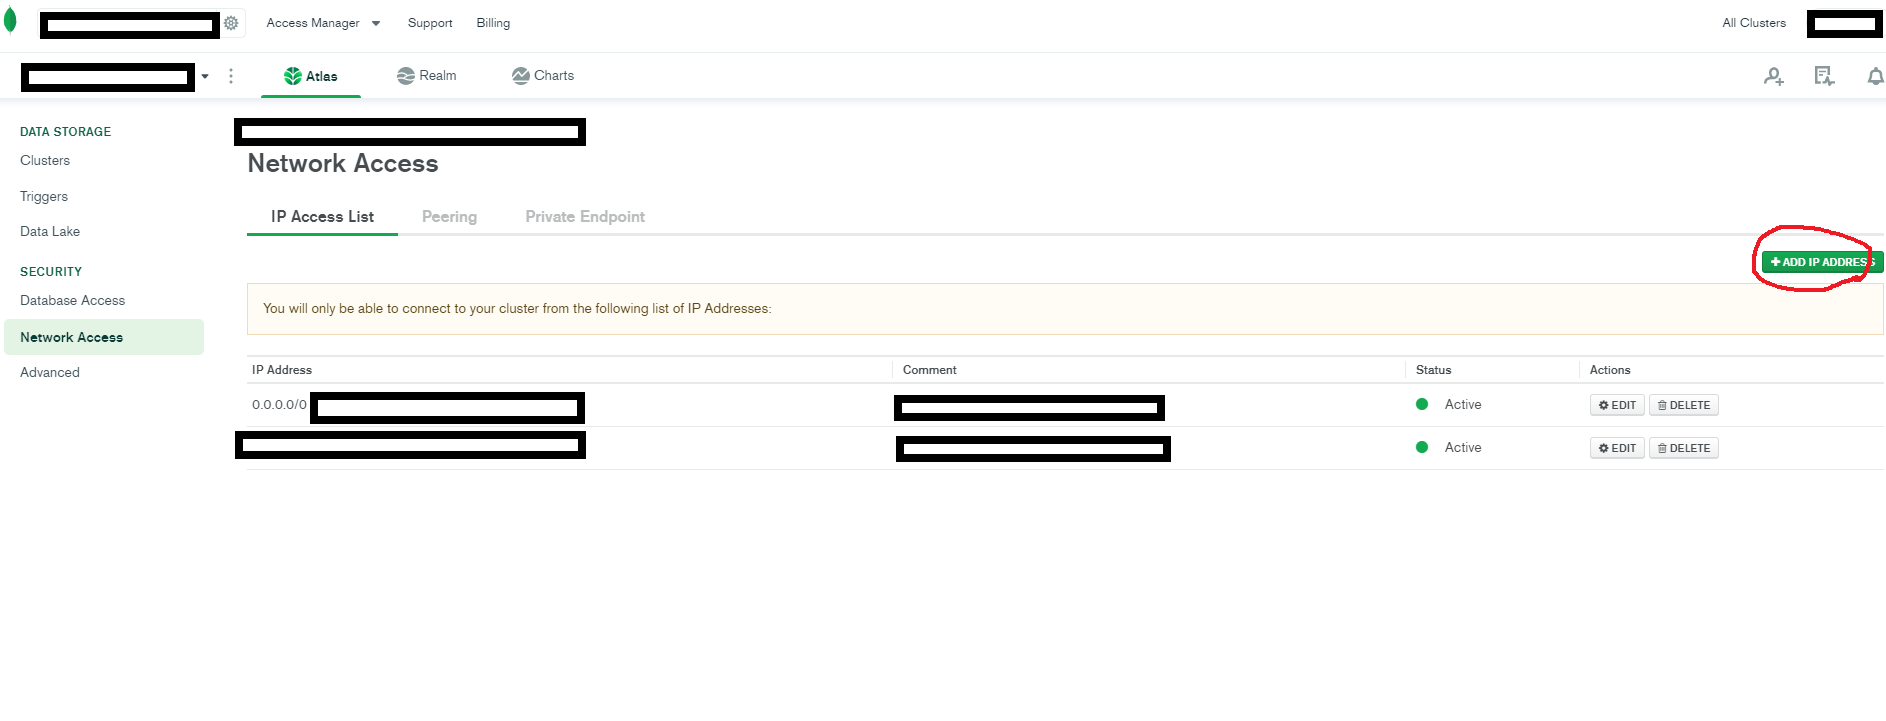 Access Manager Support Billing All Clusters
Atlas Realm Charts
DATA STORAGE
Clusters
Triggers
Data Lake
SECURITY
Database Access
Network Access
Advanced
Network Access
IP Access List Peering Private Endpoint
ADD IP ADDRESS
You will only be able to connect to your cluster from the following list of IP Addresses:
IP Address Comment Status Actions
0.0.0.0/0 Active EDIT DELETE
Active EDIT DELETE